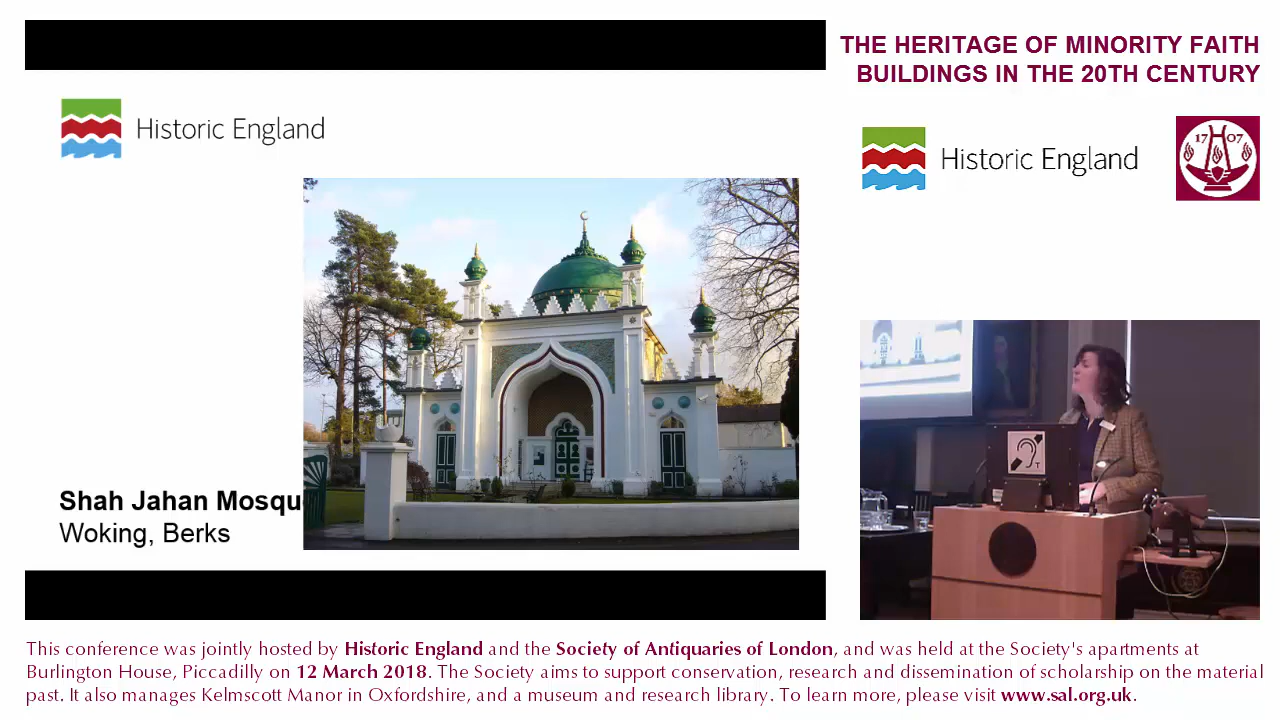 THE HERITAGE OF MINORITY FAITH
BUILDINGS IN THE 20TH CENTURY
Historic England
Historic England
17 07
Shah Jahan Mosqu
Woking, Berks
T
This conference was jointly hosted by Historic England and the Society of Antiquaries of London, and was held at the Society's apartments at
Burlington House, Piccadilly on 12 March 2018. The Society aims to support conservation, research and dissemination of scholarship on the material
past. It also manages Kelmscott Manor in Oxfordshire, and a museum and research library. To learn more, please visit www.sal.org.uk.